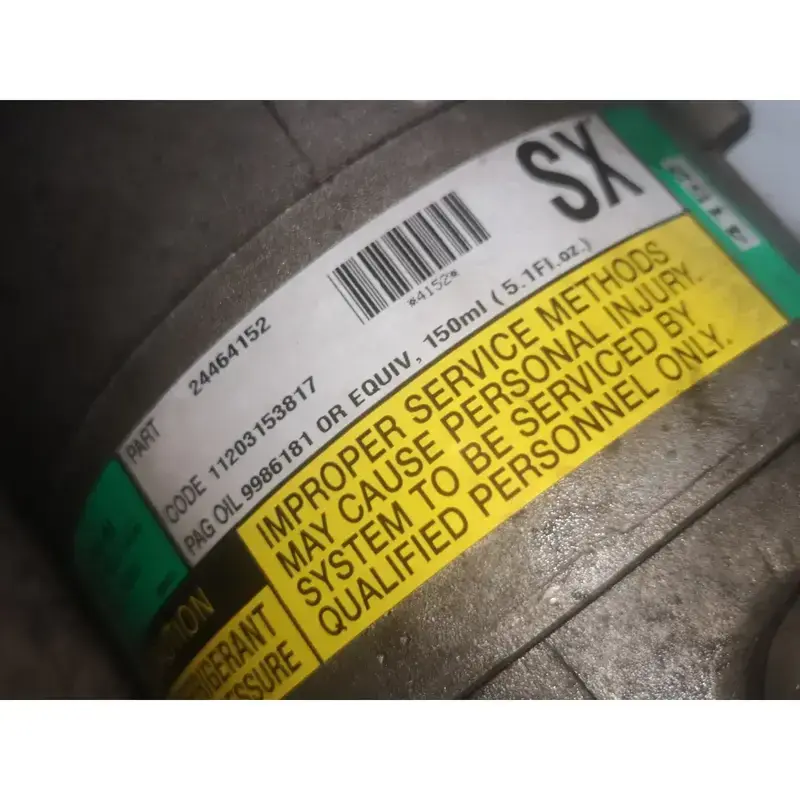 SX
4152
*4152*
PART 24464152
CODE 11203153817
PAG OIL 9986181 OR EQUIV, 150ml (5.1Fl.oz.)
IMPROPER SERVICE METHODS
MAY CAUSE PERSONAL INJURY.
SYSTEM TO BE SERVICED BY
QUALIFIED PERSONNEL ONLY.